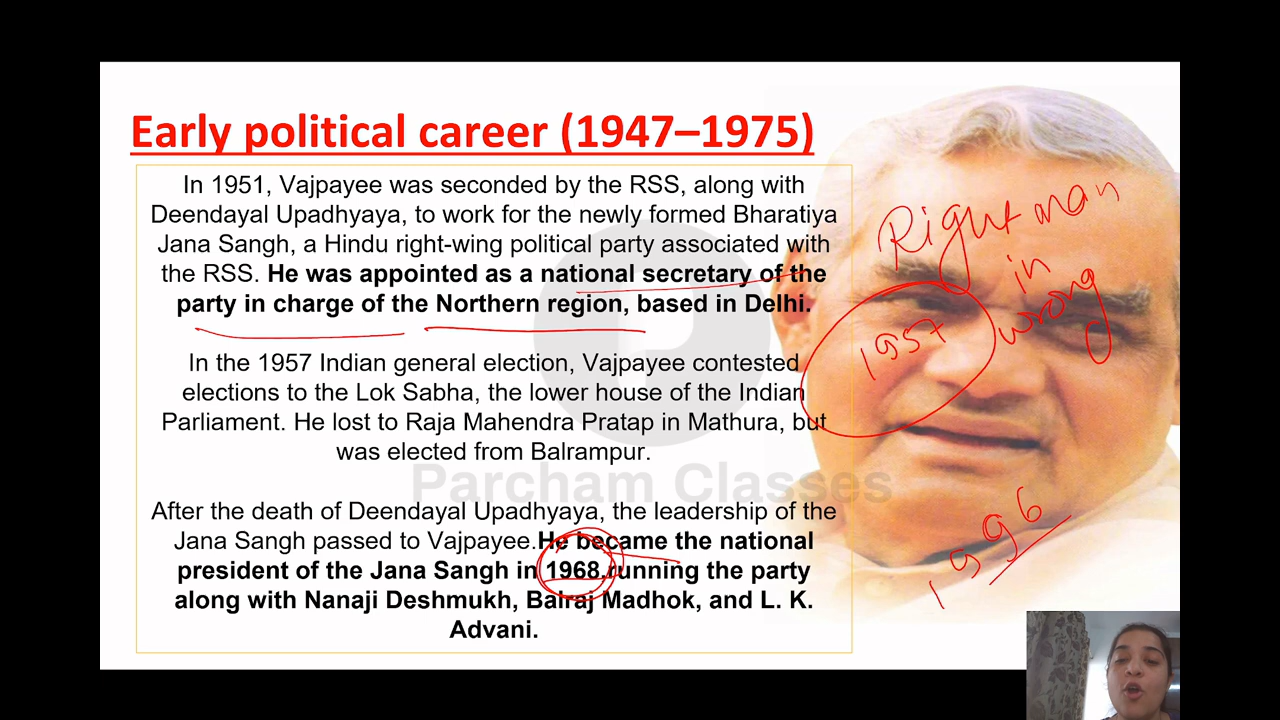 Early political career (1947–1975)
In 1951, Vajpayee was seconded by the RSS, along with
Deendayal Upadhyaya, to work for the newly formed Bharatiya
Jana Sangh, a Hindu right-wing political party associated with
the RSS. He was appointed as a national secretary of the
party in charge of the Northern region, based in Delhi.
In the 1957 Indian general election, Vajpayee contested
elections to the Lok Sabha, the lower house of the Indian
Parliament. He lost to Raja Mahendra Pratap in Mathura, but
was elected from Balrampur.
After the death of Deendayal Upadhyaya, the leadership of the
Jana Sangh passed to Vajpayee.He became the national
president of the Jana Sangh in 1968,running the party
along with Nanaji Deshmukh, Balraj Madhok, and L. K.
Advani.
Parcham Classes
Right man
in
wrong
1957
1996